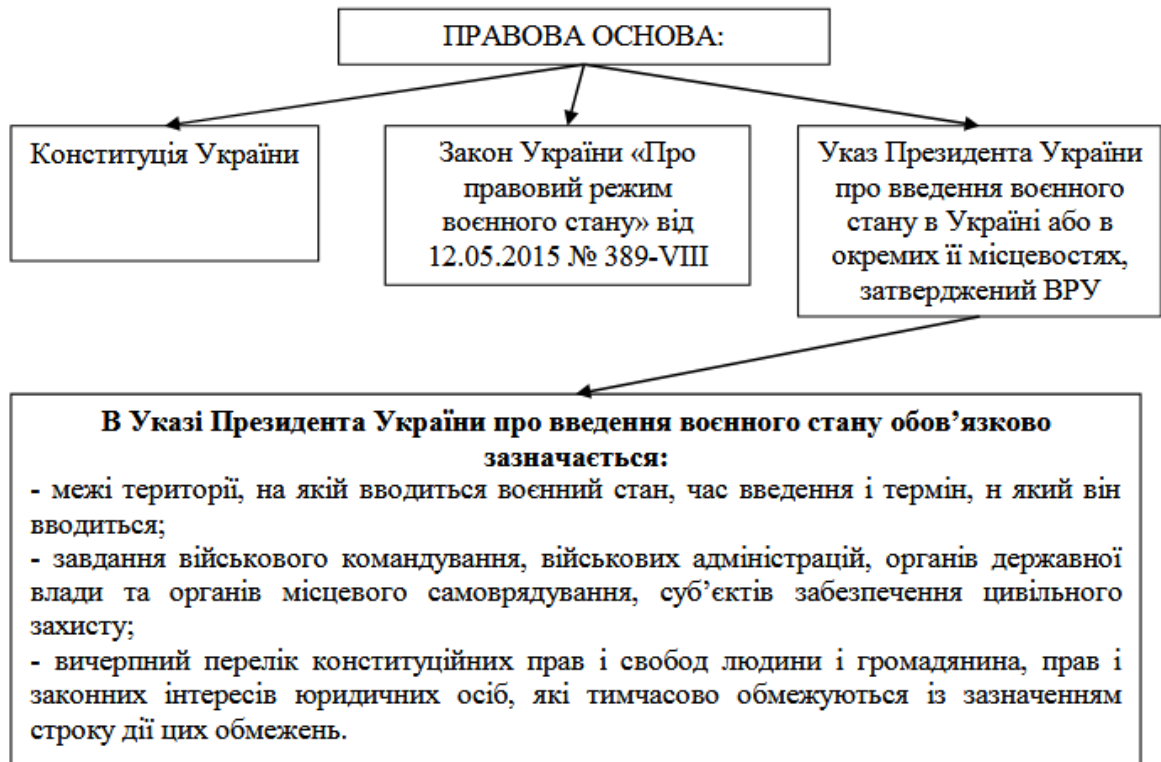 ПРАВОВА ОСНОВА:
Конституція України
Закон України «Про
правовий режим
воєнного стану» від
12.05.2015 № 389-VIII
Указ Президента України
про введення воєнного
стану в Україні або в
окремих її місцевостях,
затверджений ВРУ
В Указі Президента України про введення воєнного стану обов’язково
зазначається:
- межі території, на якій вводиться воєнний стан, час введення і термін, н який він
вводиться;
- завдання військового командування, військових адміністрацій, органів державної
влади та органів місцевого самоврядування, суб’єктів забезпечення цивільного
захисту;
- вичерпний перелік конституційних прав і свобод людини і громадянина, прав і
законних інтересів юридичних осіб, які тимчасово обмежуються із зазначенням
строку дії цих обмежень.